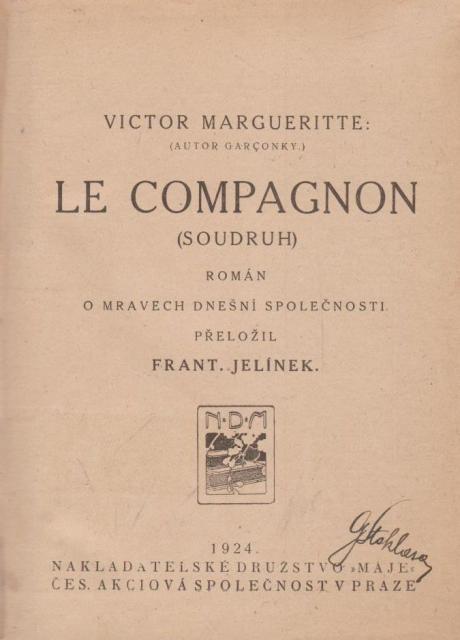 VICTOR MARGUERITTE:
(AUTOR GARÇONKY.)
LE COMPAGNON
(SOUDRUH)
ROMÁN
O MRAVECH DNEŠNÍ SPOLEČNOSTI.
PŘELOŽIL
FRANT. JELÍNEK.
N·D·M
1924.
NAKLADATELSKÉ DRUŽSTVO »MÁJE«
ČES. AKCIOVÁ SPOLEČNOST V PRAZE